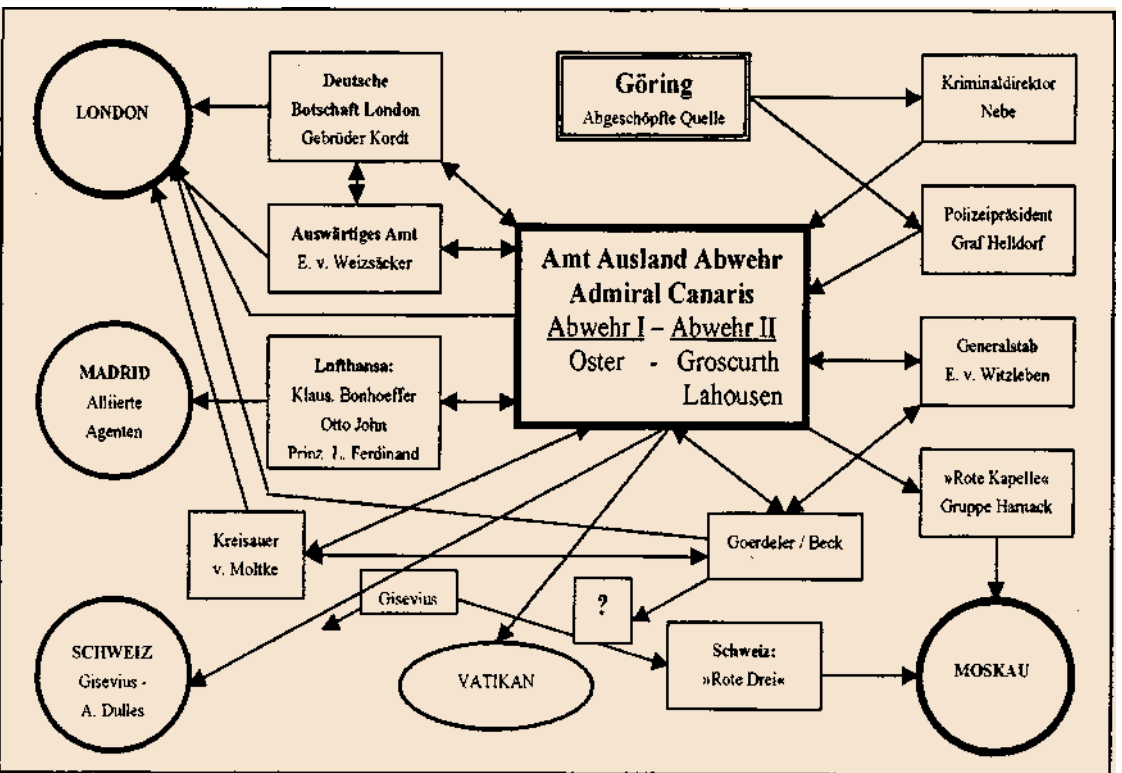 LONDON
Deutsche
Botschaft London
Gebrüder Kordt
Göring
Abgeschöpfte Quelle
Kriminaldirektor
Nebe
Auswärtiges Amt
E. v. Weizsäcker
Polizeipräsident
Graf Helldorf
Amt Ausland Abwehr
Admiral Canaris
Abwehr I – Abwehr II
Oster - Groscurth
Lahousen
MADRID
Alliierte
Agenten
Lufthansa:
Klaus. Bonhoeffer
Otto John
Prinz. L. Ferdinand
Generalstab
E. v. Witzleben
»Rote Kapelle«
Gruppe Harnack
Kreisauer
v. Moltke
Goerdeler / Beck
Gisevius
?
SCHWEIZ
Gisevius -
A. Dulles
VATIKAN
Schweiz:
»Rote Drei«
MOSKAU